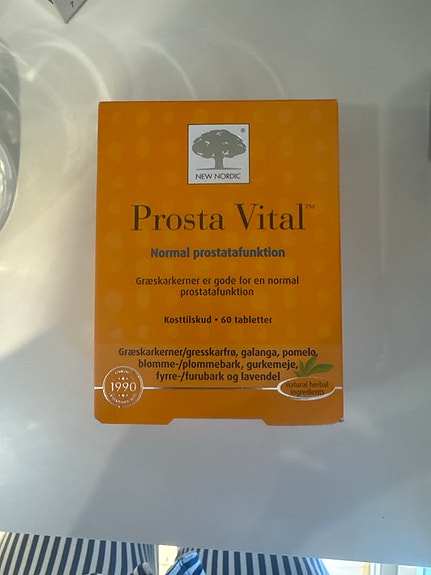 NEW NORDIC
®
Prosta Vital™
Normal prostatafunktion
Græskarkerner er gode for en normal
prostatafunktion
Kosttilskud • 60 tabletter
Græskarkerner/gresskarfrø, galanga, pomelo,
blomme-/plommebark, gurkemeje,
fyrre-/furubark og lavendel
1990
Natural herbal
ingredients